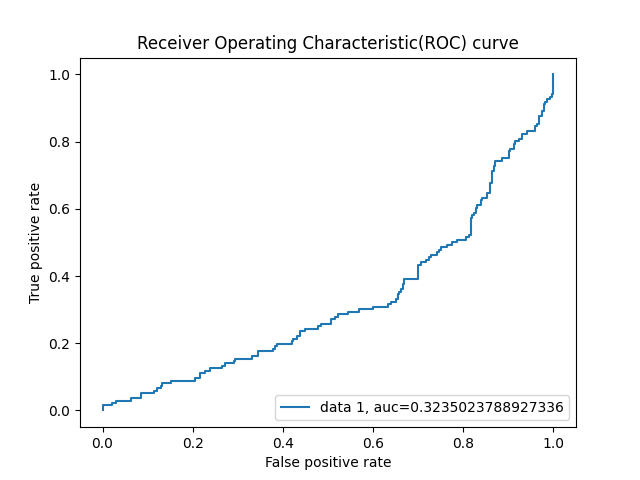 Receiver Operating Characteristic(ROC) curve
1.0
0.8
0.6
0.4
0.2
0.0
True positive rate
data 1, auc=0.3235023788927336
0.0 0.2 0.4 0.6 0.8 1.0
False positive rate